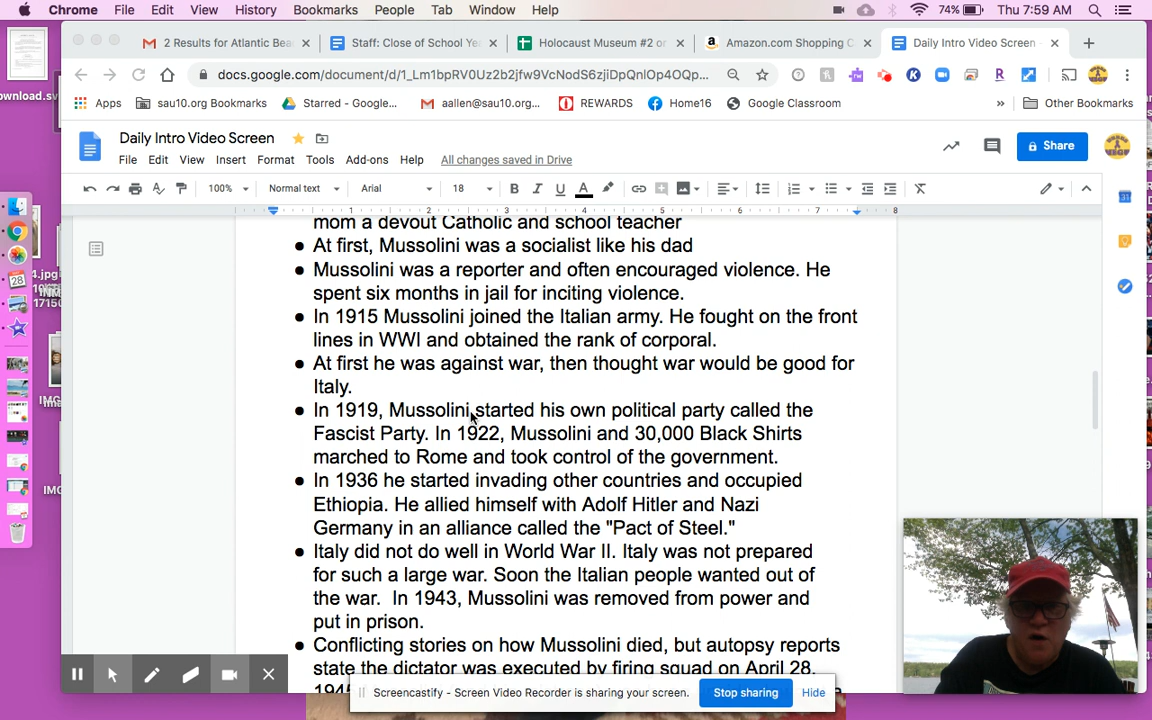 Chrome File Edit View History Bookmarks People Tab Window Help 74% Thu 7:59 AM
2 Results for Atlantic Bea Staff: Close of School Ye Holocaust Museum #2 or Amazon.com Shopping C Daily Intro Video Screen
docs.google.com/document/d/1_Lm1bpRV0Uz2b2jfw9VcNodS6zjiDpQnlOp4OQp...
Apps sau10.org Bookmarks Starred - Google... aallen@sau10.org... REWARDS Home16 Google Classroom » Other Bookmarks
Daily Intro Video Screen
Share
File Edit View Insert Format Tools Add-ons Help All changes saved in Drive
100% Normal text Arial 18 B I U A
1 2 3 4 5 6 7 8
mom a devout Catholic and school teacher
● At first, Mussolini was a socialist like his dad
● Mussolini was a reporter and often encouraged violence. He
spent six months in jail for inciting violence.
● In 1915 Mussolini joined the Italian army. He fought on the front
lines in WWI and obtained the rank of corporal.
● At first he was against war, then thought war would be good for
Italy.
● In 1919, Mussolini started his own political party called the
Fascist Party. In 1922, Mussolini and 30,000 Black Shirts
marched to Rome and took control of the government.
● In 1936 he started invading other countries and occupied
Ethiopia. He allied himself with Adolf Hitler and Nazi
Germany in an alliance called the "Pact of Steel."
● Italy did not do well in World War II. Italy was not prepared
for such a large war. Soon the Italian people wanted out of
the war.  In 1943, Mussolini was removed from power and
put in prison.
● Conflicting stories on how Mussolini died, but autopsy reports
state the dictator was executed by firing squad on April 28,
Screencastify - Screen Video Recorder is sharing your screen. Stop sharing Hide